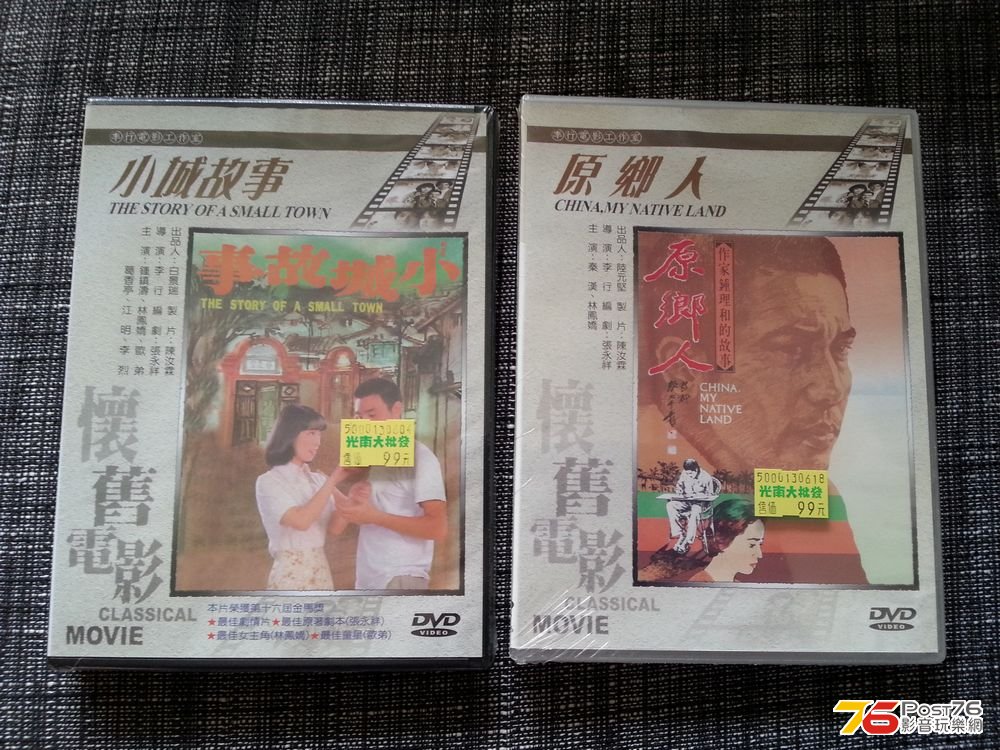 李行電影工作室
小城故事
THE STORY OF A SMALL TOWN
出品人：白景瑞 製片：陳汝霖
導演：李行 編劇：張永祥
主演：鍾鎮濤、林鳳嬌、歐弟
葛香亭、江明、李烈
小城故事
THE STORY OF A SMALL TOWN
5000130604
光南大批發
售価 99元
懷舊電影
CLASSICAL
MOVIE
本片榮獲第十六屆金馬獎
★最佳劇情片★最佳原著劇本(張永祥)
★最佳女主角(林鳳嬌)★最佳童星(歐弟)
DVD
VIDEO
李行電影工作室
原鄉人
CHINA, MY NATIVE LAND
出品人：陸元堅 製片：陳汝霖
導演：李行 編劇：張永祥
主演：秦漢、林鳳嬌
作家鍾理和的故事
原鄉人
CHINA.
MY
NATIVE
LAND
5000130618
光南大批發
售価 99元
懷舊電影
CLASSICAL
MOVIE
DVD
VIDEO
76 Post76
影音玩樂網